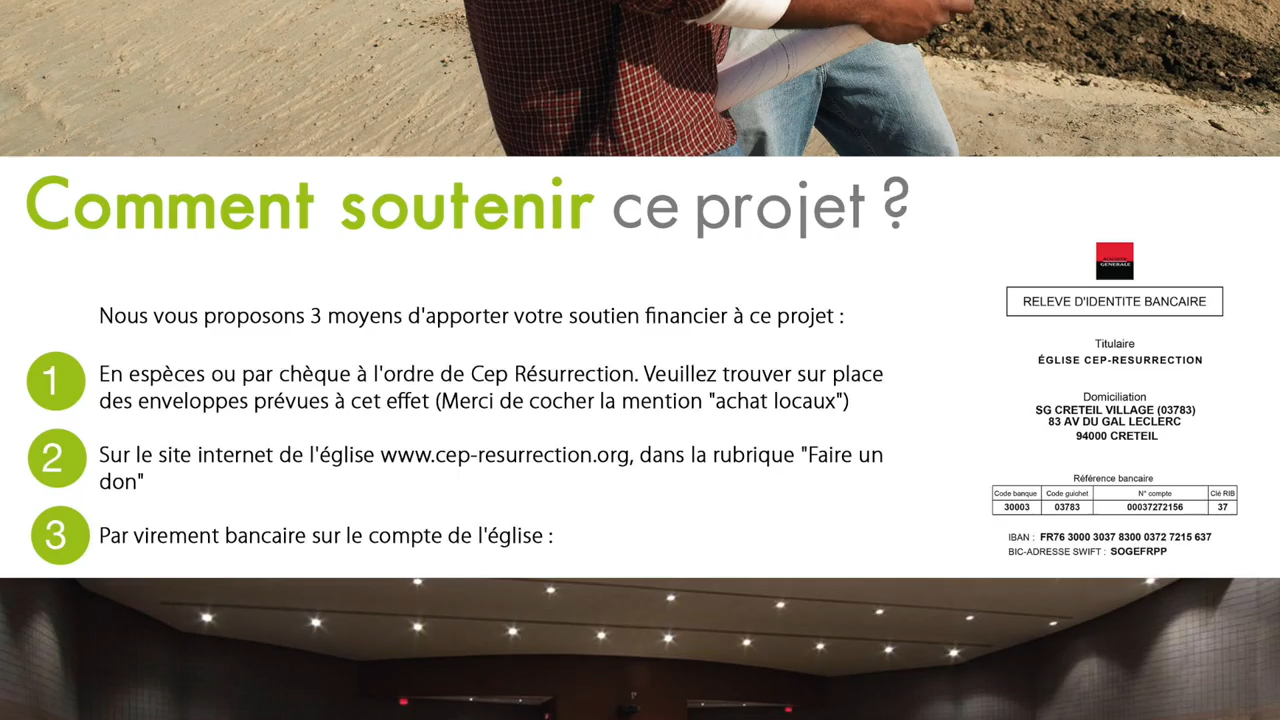 Comment soutenir ce projet ?
Nous vous proposons 3 moyens d'apporter votre soutien financier à ce projet :
1
En espèces ou par chèque à l'ordre de Cep Résurrection. Veuillez trouver sur place
des enveloppes prévues à cet effet (Merci de cocher la mention "achat locaux")
2
Sur le site internet de l'église www.cep-resurrection.org, dans la rubrique "Faire un
don"
3
Par virement bancaire sur le compte de l'église :
SOCIETE
GENERALE
RELEVE D'IDENTITE BANCAIRE
Titulaire
ÉGLISE CEP-RESURRECTION
Domiciliation
SG CRETEIL VILLAGE (03783)
83 AV DU GAL LECLERC
94000 CRETEIL
Référence bancaire
Code banque Code guichet N° compte Clé RIB
30003 03783 00037272156 37
IBAN : FR76 3000 3037 8300 0372 7215 637
BIC-ADRESSE SWIFT : SOGEFRPP